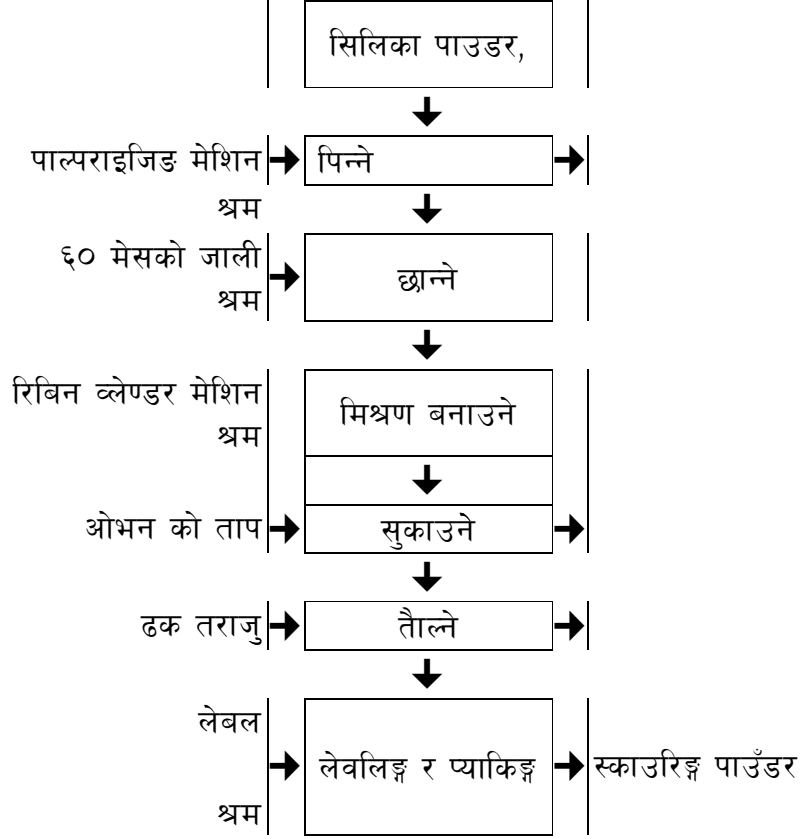 सिलिका पाउडर,
पाल्पराइजिङ मेशिन
पिन्ने
श्रम
६० मेसको जाली
श्रम
छान्ने
रिबिन व्लेण्डर मेशिन
श्रम
मिश्रण बनाउने
ओभन को ताप
सुकाउने
ढक तराजु
तौल्ने
लेबल
लेवलिङ्ग र प्याकिङ्ग
स्काउरिङ्ग पाउँडर
श्रम